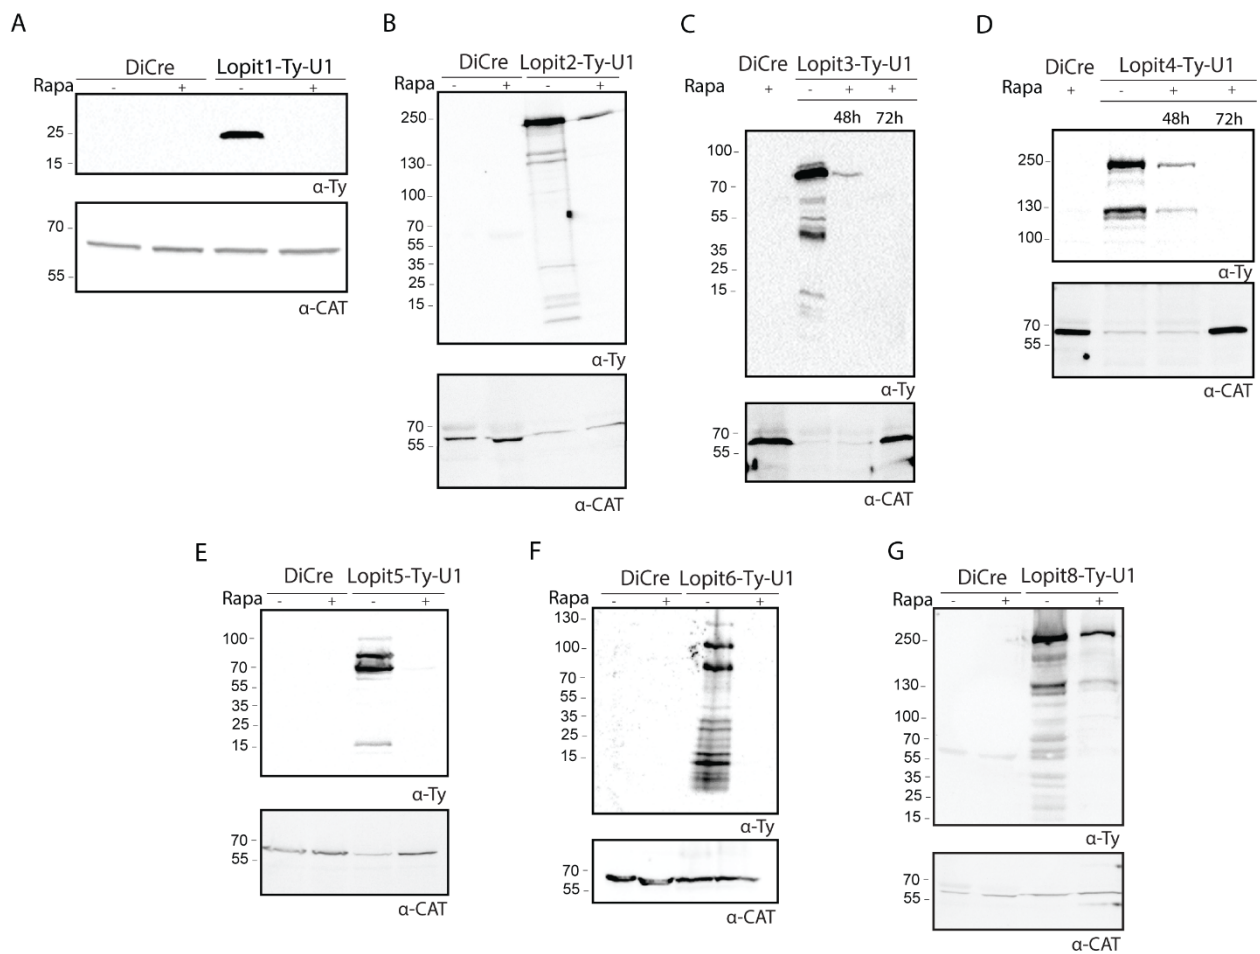 A
DiCre Lopit1-Ty-U1
Rapa - + - +
25
15
α-Ty
70
55
α-CAT
B
DiCre Lopit2-Ty-U1
Rapa - + - +
250
130
100
70
55
35
25
15
α-Ty
70
55
α-CAT
C
DiCre Lopit3-Ty-U1
Rapa + - + +
48h 72h
100
70
55
35
25
15
α-Ty
70
55
α-CAT
D
DiCre Lopit4-Ty-U1
Rapa + - + +
48h 72h
250
130
100
α-Ty
70
55
α-CAT
E
DiCre Lopit5-Ty-U1
Rapa - + - +
100
70
55
35
25
15
α-Ty
70
55
α-CAT
F
DiCre Lopit6-Ty-U1
Rapa - + - +
130
100
70
55
35
25
15
α-Ty
70
55
α-CAT
G
DiCre Lopit8-Ty-U1
Rapa - + - +
250
130
100
70
55
35
25
15
α-Ty
70
55
α-CAT